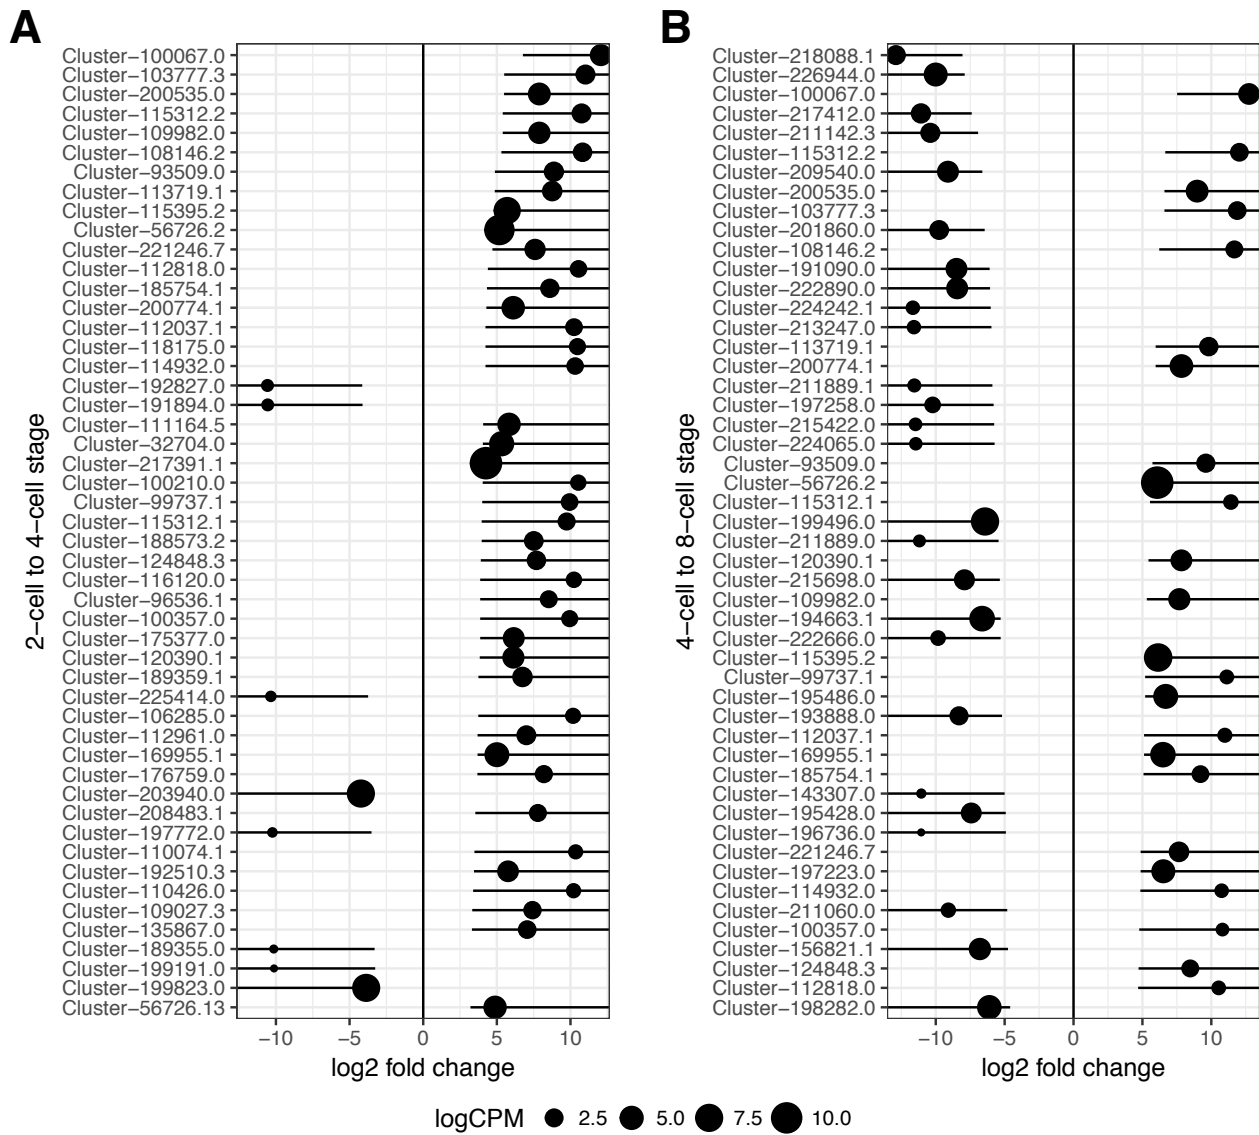 A
Cluster−100067.0
Cluster−103777.3
Cluster−200535.0
Cluster−115312.2
Cluster−109982.0
Cluster−108146.2
Cluster−93509.0
Cluster−113719.1
Cluster−115395.2
Cluster−56726.2
Cluster−221246.7
Cluster−112818.0
Cluster−185754.1
Cluster−200774.1
Cluster−112037.1
Cluster−118175.0
Cluster−114932.0
Cluster−192827.0
Cluster−191894.0
Cluster−111164.5
Cluster−32704.0
Cluster−217391.1
Cluster−100210.0
Cluster−99737.1
Cluster−115312.1
Cluster−188573.2
Cluster−124848.3
Cluster−116120.0
Cluster−96536.1
Cluster−100357.0
Cluster−175377.0
Cluster−120390.1
Cluster−189359.1
Cluster−225414.0
Cluster−106285.0
Cluster−112961.0
Cluster−169955.1
Cluster−176759.0
Cluster−203940.0
Cluster−208483.1
Cluster−197772.0
Cluster−110074.1
Cluster−192510.3
Cluster−110426.0
Cluster−109027.3
Cluster−135867.0
Cluster−189355.0
Cluster−199191.0
Cluster−199823.0
Cluster−56726.13
2−cell to 4−cell stage
−10 −5 0 5 10
log2 fold change
B
Cluster−218088.1
Cluster−226944.0
Cluster−100067.0
Cluster−217412.0
Cluster−211142.3
Cluster−115312.2
Cluster−209540.0
Cluster−200535.0
Cluster−103777.3
Cluster−201860.0
Cluster−108146.2
Cluster−191090.0
Cluster−222890.0
Cluster−224242.1
Cluster−213247.0
Cluster−113719.1
Cluster−200774.1
Cluster−211889.1
Cluster−197258.0
Cluster−215422.0
Cluster−224065.0
Cluster−93509.0
Cluster−56726.2
Cluster−115312.1
Cluster−199496.0
Cluster−211889.0
Cluster−120390.1
Cluster−215698.0
Cluster−109982.0
Cluster−194663.1
Cluster−222666.0
Cluster−115395.2
Cluster−99737.1
Cluster−195486.0
Cluster−193888.0
Cluster−112037.1
Cluster−169955.1
Cluster−185754.1
Cluster−143307.0
Cluster−195428.0
Cluster−196736.0
Cluster−221246.7
Cluster−197223.0
Cluster−114932.0
Cluster−211060.0
Cluster−100357.0
Cluster−156821.1
Cluster−124848.3
Cluster−112818.0
Cluster−198282.0
4−cell to 8−cell stage
−10 −5 0 5 10
log2 fold change
logCPM 2.5 5.0 7.5 10.0